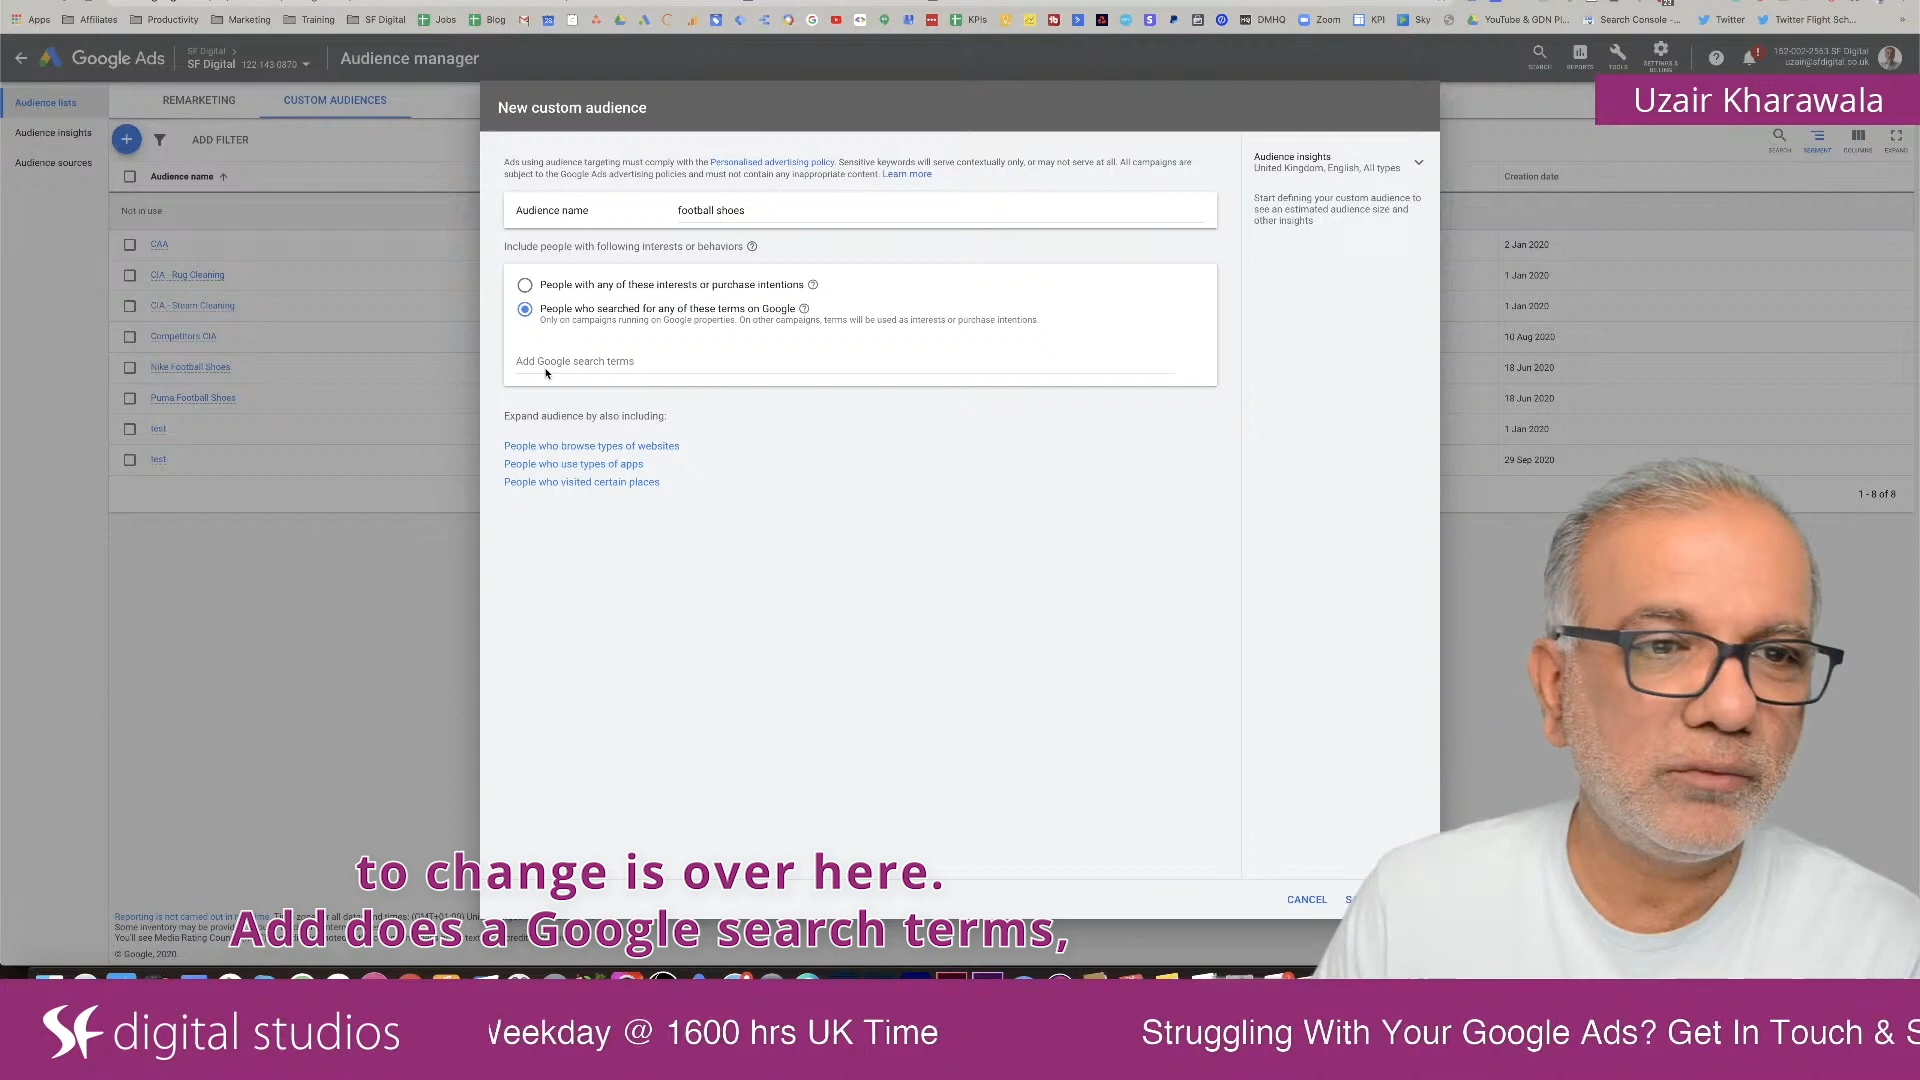 Apps Affiliates Productivity Marketing Training SF Digital Jobs Blog KPIs DMHQ Zoom KPI Sky YouTube & GDN Pl... Search Console -... Twitter Twitter Flight Sch... »
Google Ads
SF Digital
SF Digital 122-143-0870
Audience manager
SEARCH REPORTS TOOLS SETTINGS & BILLING
152-002-2563 SF Digital
uzair@sfdigital.co.uk
Uzair Kharawala
Audience lists
Audience insights
Audience sources
REMARKETING CUSTOM AUDIENCES
ADD FILTER
SEARCH SEGMENT COLUMNS EXPAND
Audience name
Creation date
Not in use
CAA 2 Jan 2020
CIA - Rug Cleaning 1 Jan 2020
CIA - Steam Cleaning 1 Jan 2020
Competitors CIA 10 Aug 2020
Nike Football Shoes 18 Jun 2020
Puma Football Shoes 18 Jun 2020
test 1 Jan 2020
test 29 Sep 2020
1 - 8 of 8
New custom audience
Ads using audience targeting must comply with the Personalised advertising policy. Sensitive keywords will serve contextually only, or may not serve at all. All campaigns are
subject to the Google Ads advertising policies and must not contain any inappropriate content. Learn more
Audience name football shoes
Include people with following interests or behaviors
People with any of these interests or purchase intentions
People who searched for any of these terms on Google
Only on campaigns running on Google properties. On other campaigns, terms will be used as interests or purchase intentions.
Add Google search terms
Expand audience by also including:
People who browse types of websites
People who use types of apps
People who visited certain places
Audience insights
United Kingdom, English, All types
Start defining your custom audience to
see an estimated audience size and
other insights
CANCEL
to change is over here.
Add does a Google search terms,
Reporting is not carried out in
Some inventory may be
You'll see Media Rating
© Google, 2020.
SF digital studios
Weekday @ 1600 hrs UK Time
Struggling With Your Google Ads? Get In Touch & S